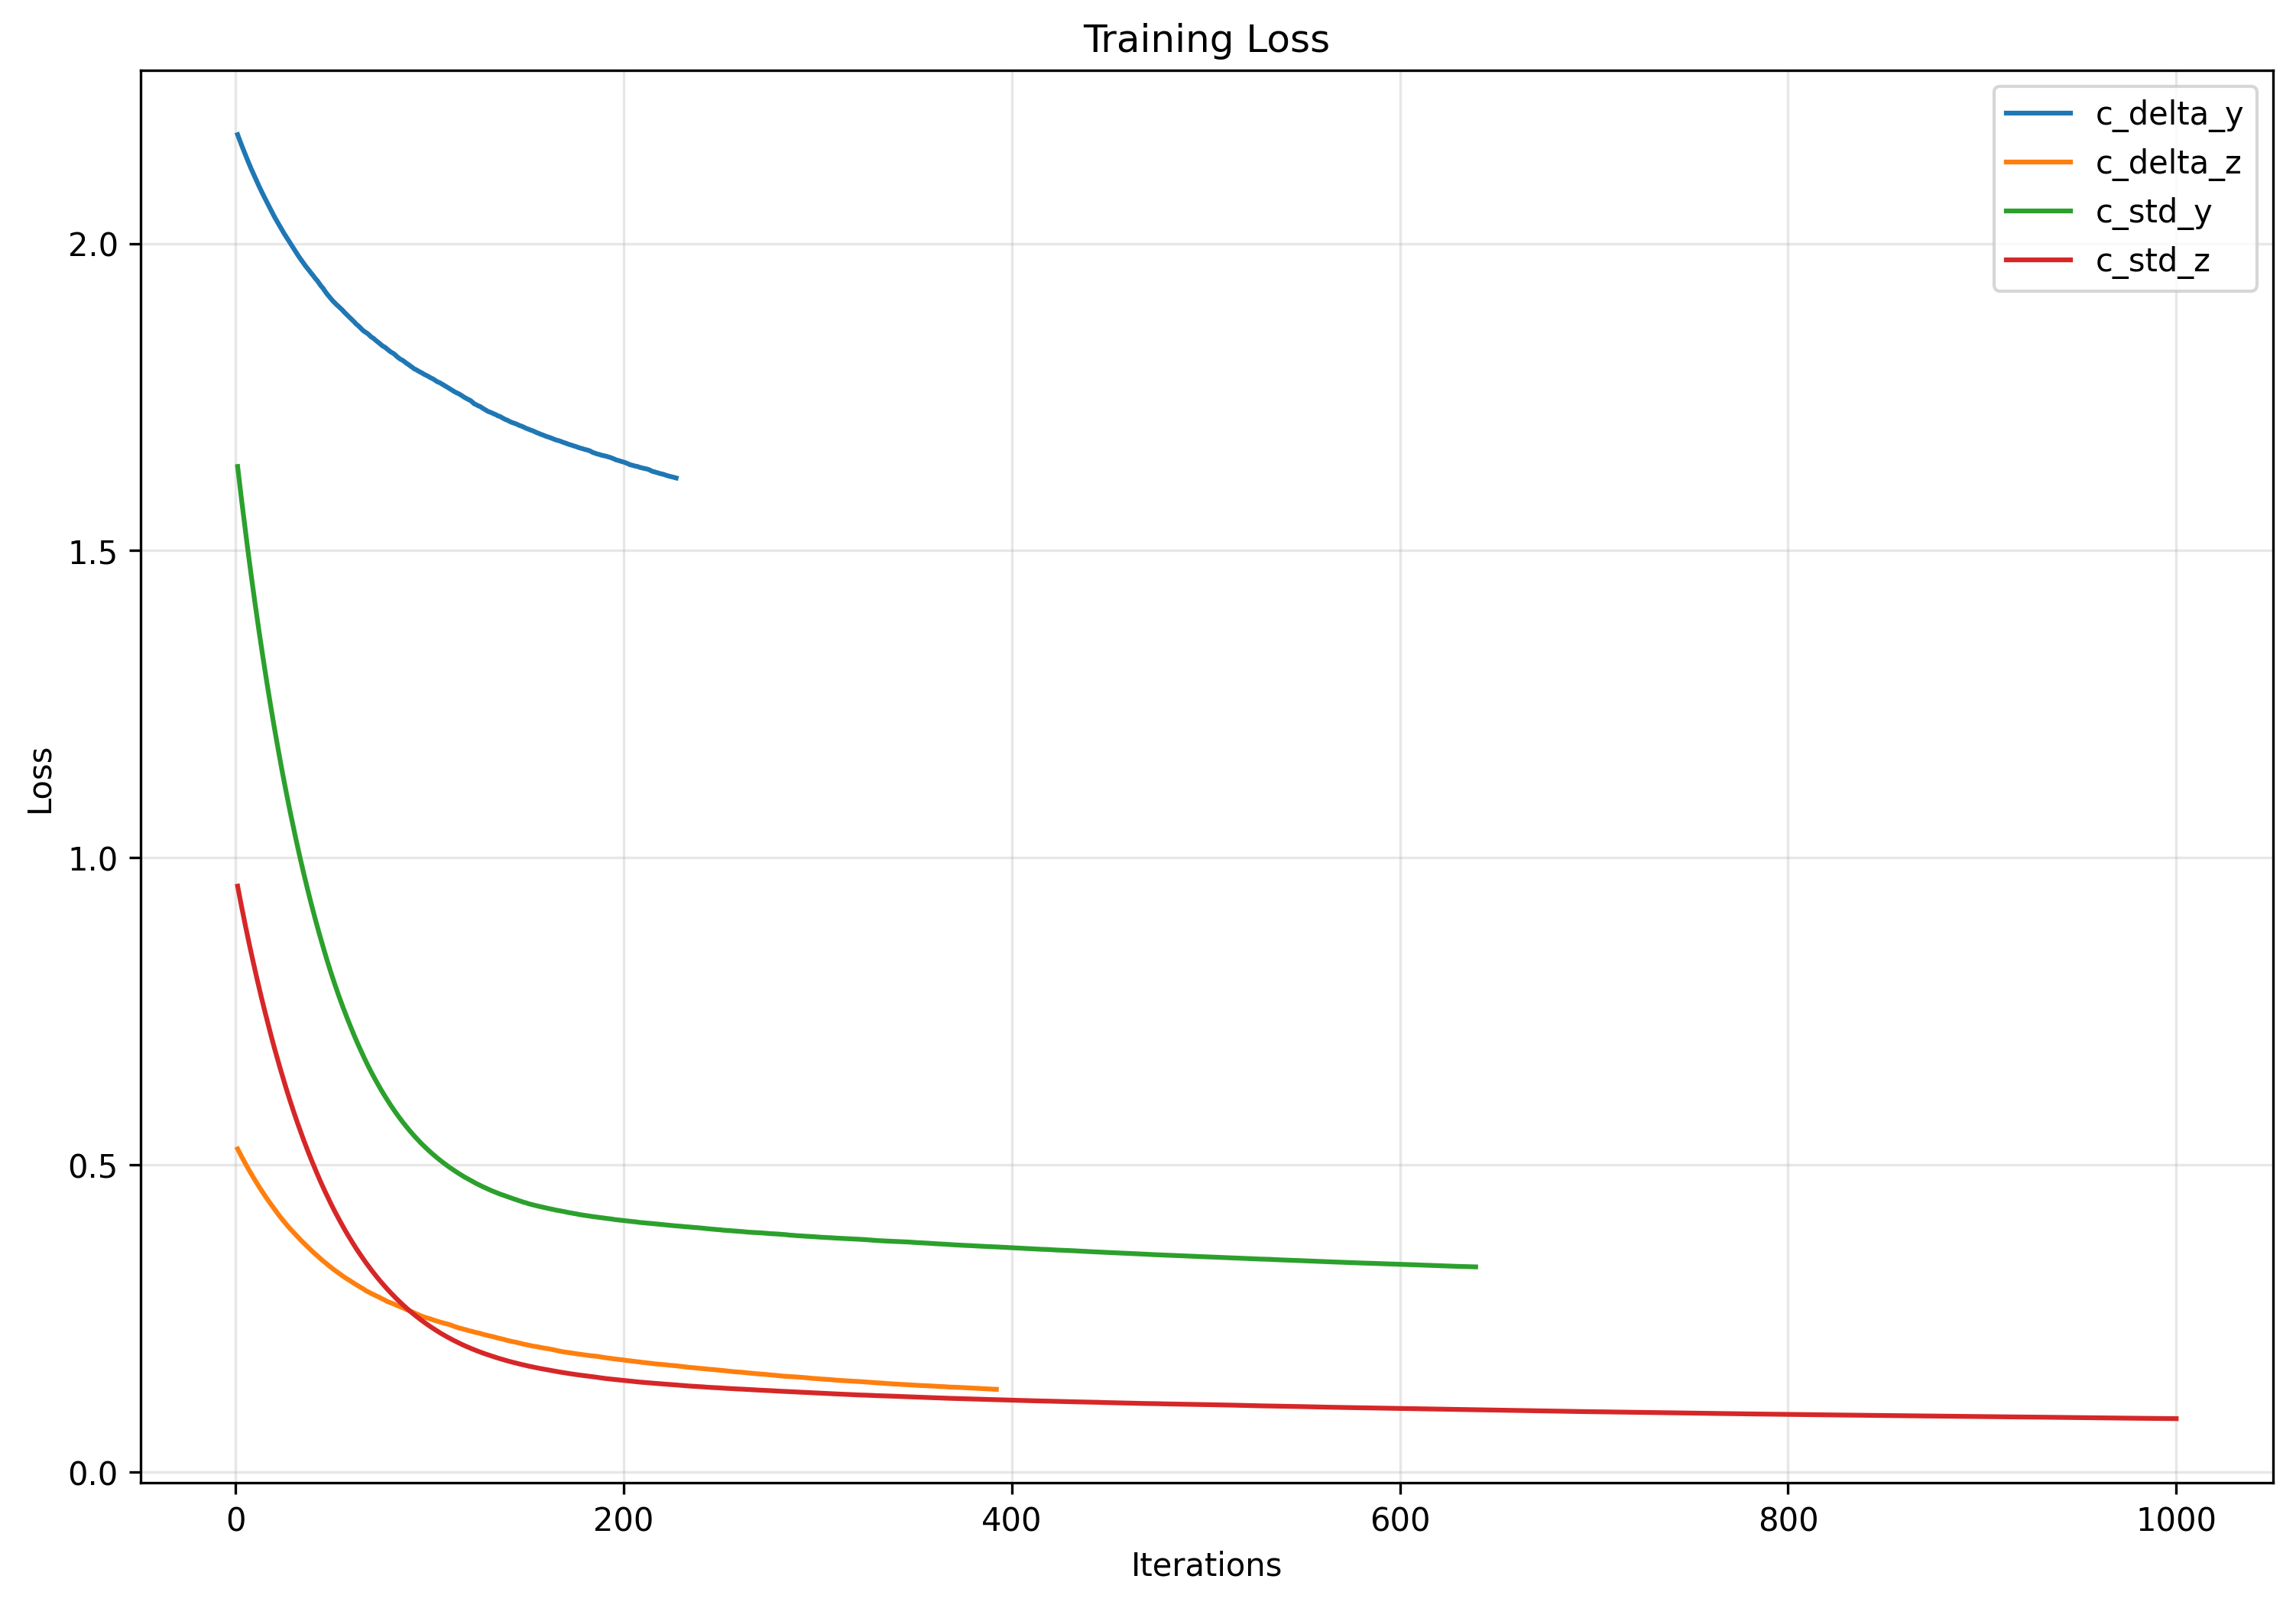 Training Loss
c_delta_y
c_delta_z
c_std_y
c_std_z
2.0
1.5
1.0
0.5
0.0
Loss
0 200 400 600 800 1000
Iterations